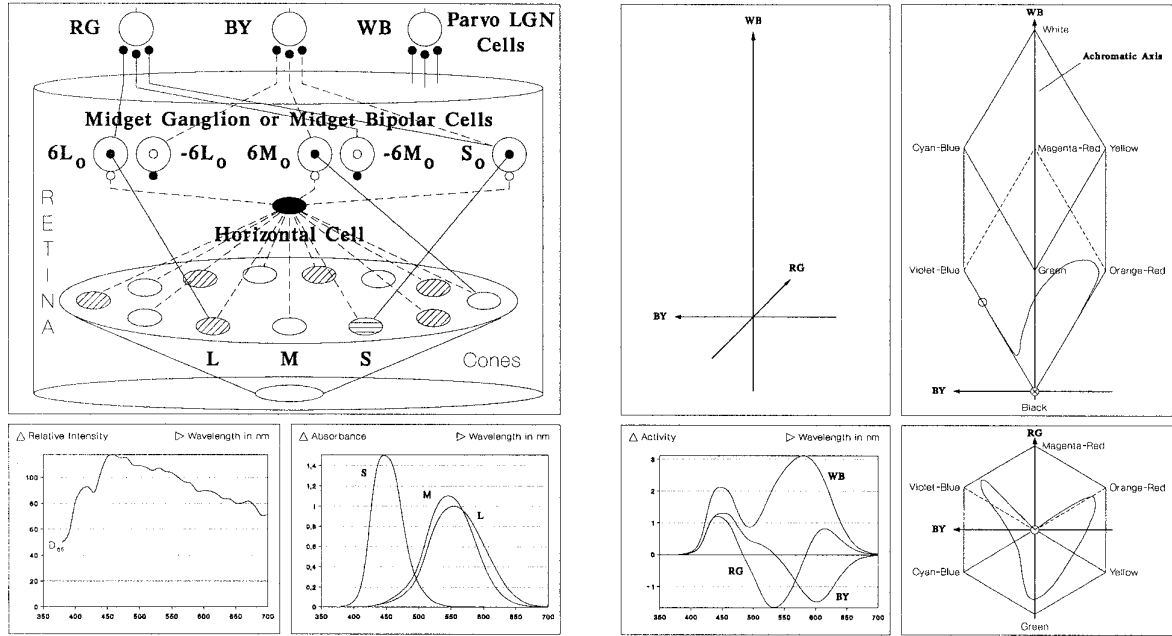 RG BY WB Parvo LGN
Cells
Midget Ganglion or Midget Bipolar Cells
6L₀ -6L₀ 6M₀ -6M₀ S₀
RETINA
Horizontal Cell
L M S Cones
△ Relative Intensity ▷ Wavelength in nm
100
80
60
D₆₅
40
20
0
350 400 450 500 550 600 650 700
△ Absorbance ▷ Wavelength in nm
1,4
1,2
1
0,8
0,6
0,4
0,2
0
S
M
L
350 400 450 500 550 600 650 700
WB
RG
BY
WB
White
Achromatic Axis
Cyan-Blue Magenta-Red Yellow
Violet-Blue Green Orange-Red
BY
Black
△ Activity ▷ Wavelength in nm
3
2
1
0
-1
WB
RG
BY
350 400 450 500 550 600 650 700
RG
Magenta-Red
Violet-Blue Orange-Red
BY
Cyan-Blue Yellow
Green